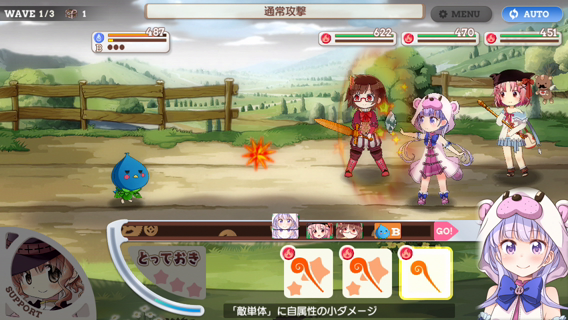 WAVE 1/3 1
通常攻撃
MENU
AUTO
487
B
622
470
451
B
GO!
とっておき
SUPPORT
「敵単体」に自属性の小ダメージ